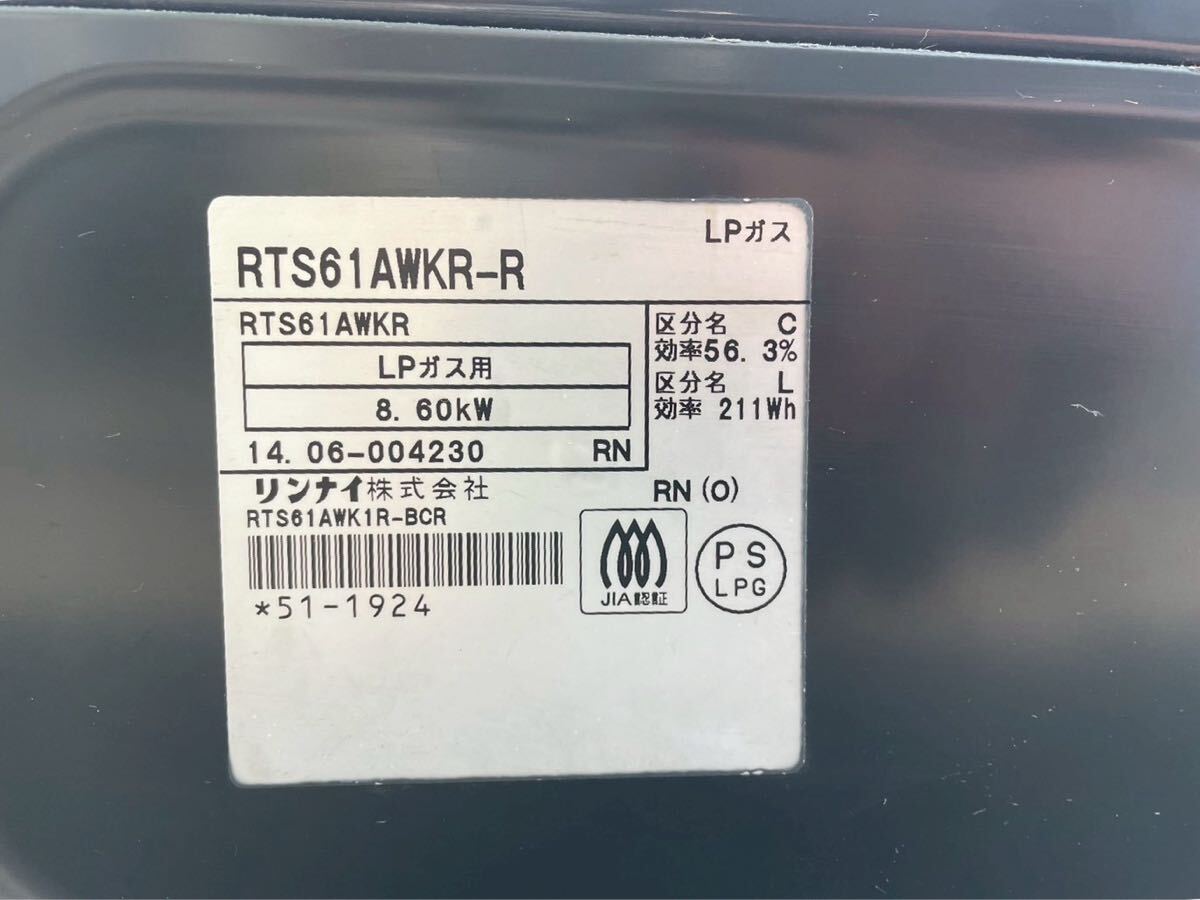 LPガス
RTS61AWKR-R
RTS61AWKR
LPガス用
8.60kW
14.06-004230 RN
区分名 C
効率56.3%
区分名 L
効率 211Wh
リンナイ株式会社
RN(O)
RTS61AWK1R-BCR
*51-1924
JIA認証
PS
LPG